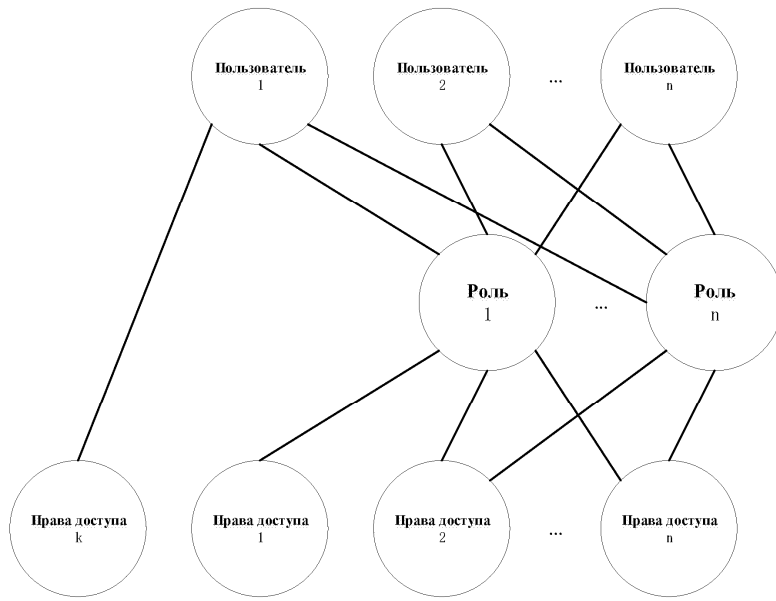 Пользователь
1
Пользователь
2
...
Пользователь
n
Роль
1
...
Роль
n
Права доступа
k
Права доступа
1
Права доступа
2
...
Права доступа
n